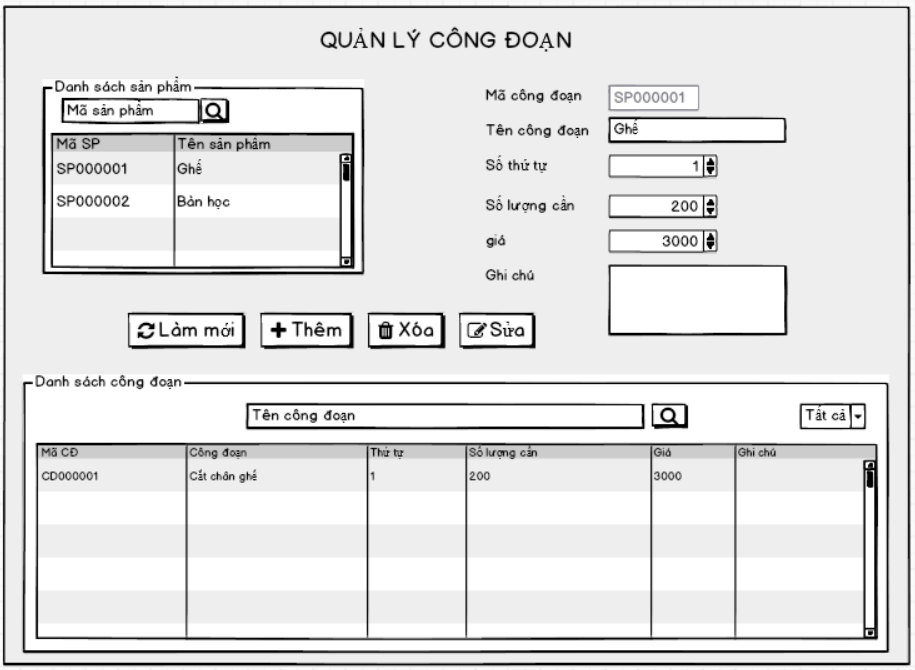 QUẢN LÝ CÔNG ĐOẠN
Danh sách sản phẩm
Mã sản phẩm
Mã SP Tên sản phẩm
SP000001 Ghế
SP000002 Bàn học
Mã công đoạn SP000001
Tên công đoạn Ghế
Số thứ tự 1
Số lượng cần 200
giá 3000
Ghi chú
Làm mới Thêm Xóa Sửa
Danh sách công đoạn
Tên công đoạn Tất cả
Mã CĐ Công đoạn Thứ tự Số lượng cần Giá Ghi chú
CD000001 Cắt chân ghế 1 200 3000